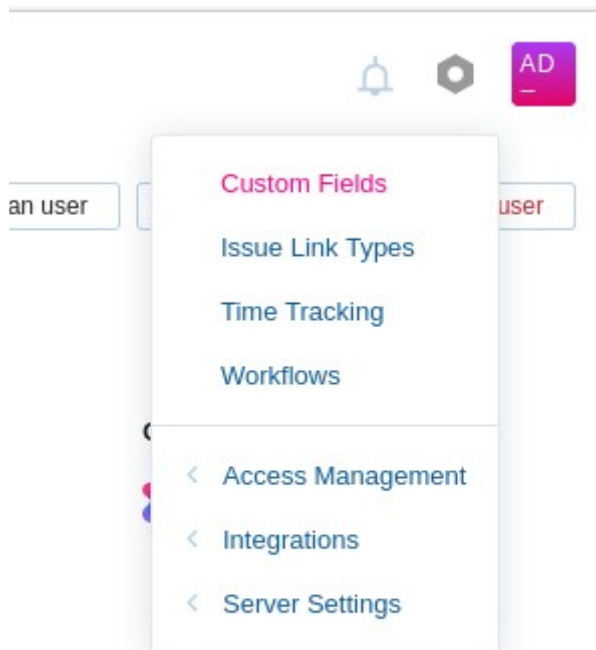 AD
an user
user
Custom Fields
Issue Link Types
Time Tracking
Workflows
Access Management
Integrations
Server Settings